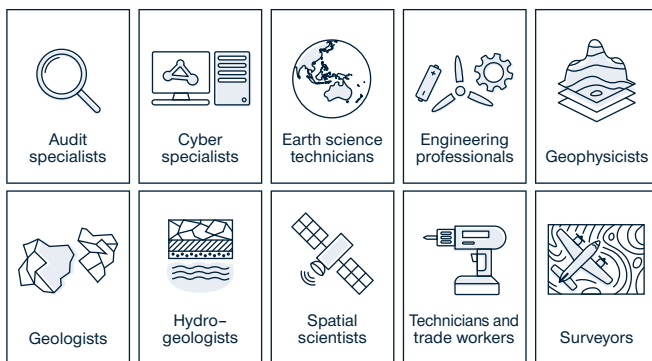 Audit
specialists
Cyber
specialists
Earth science
technicians
Engineering
professionals
Geophysicists
Geologists
Hydro–
geologists
Spatial
scientists
Technicians and
trade workers
Surveyors